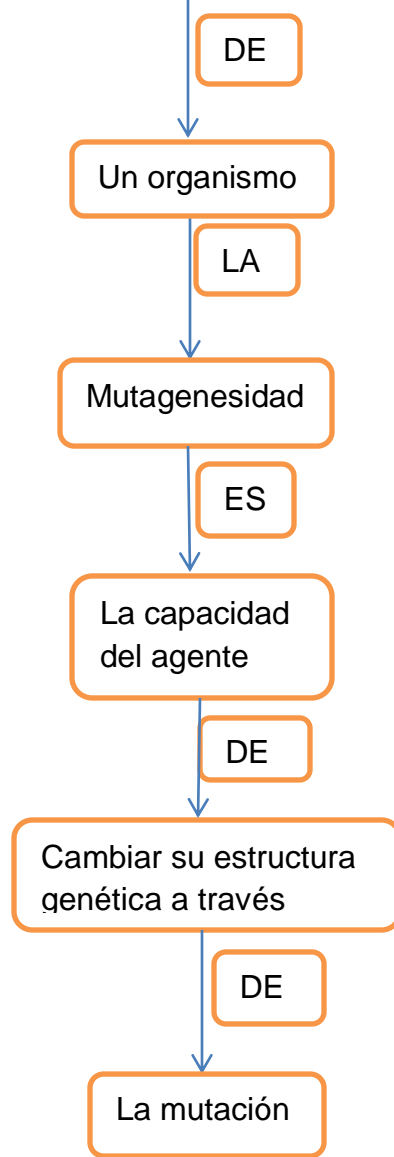 DE
Un organismo
LA
Mutagenesidad
ES
La capacidad
del agente
DE
Cambiar su estructura
genética a través
DE
La mutación